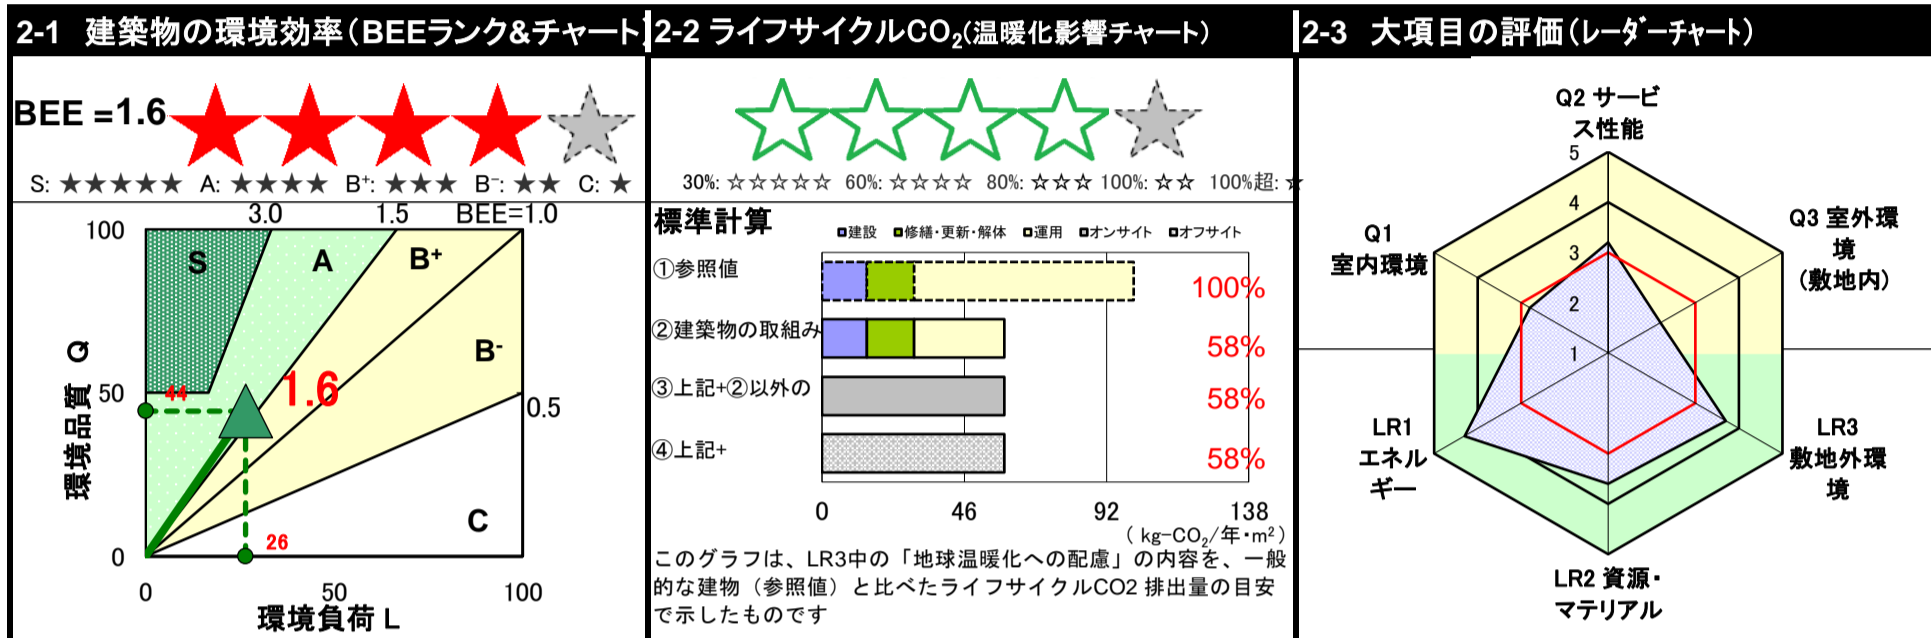 2-1 建築物の環境効率(BEEランク&チャート)
BEE =1.6
S: ★★★★★ A: ★★★★ B+: ★★★ B-: ★★ C: ★
3.0 1.5 BEE=1.0
100
S
A
B+
B-
C
50
44
1.6
0.5
環境品質 Q
26
0
0 50 100
環境負荷 L
2-2 ライフサイクルCO2(温暖化影響チャート)
30%: ☆☆☆☆☆ 60%: ☆☆☆☆ 80%: ☆☆☆ 100%: ☆☆ 100%超: ☆
標準計算
建設 修繕・更新・解体 運用 オンサイト オフサイト
①参照値 100%
②建築物の取組み 58%
③上記+②以外の 58%
④上記+ 58%
0 46 92 138
( kg-CO2/年・m2 )
このグラフは、LR3中の「地球温暖化への配慮」の内容を、一般
的な建物(参照値)と比べたライフサイクルCO2 排出量の目安
で示したものです
2-3 大項目の評価(レーダーチャート)
Q2 サービ
ス性能
5
4
3
2
1
Q1
室内環境
Q3 室外環
境
(敷地内)
LR1
エネル
ギー
LR3
敷地外環
境
LR2 資源・
マテリアル